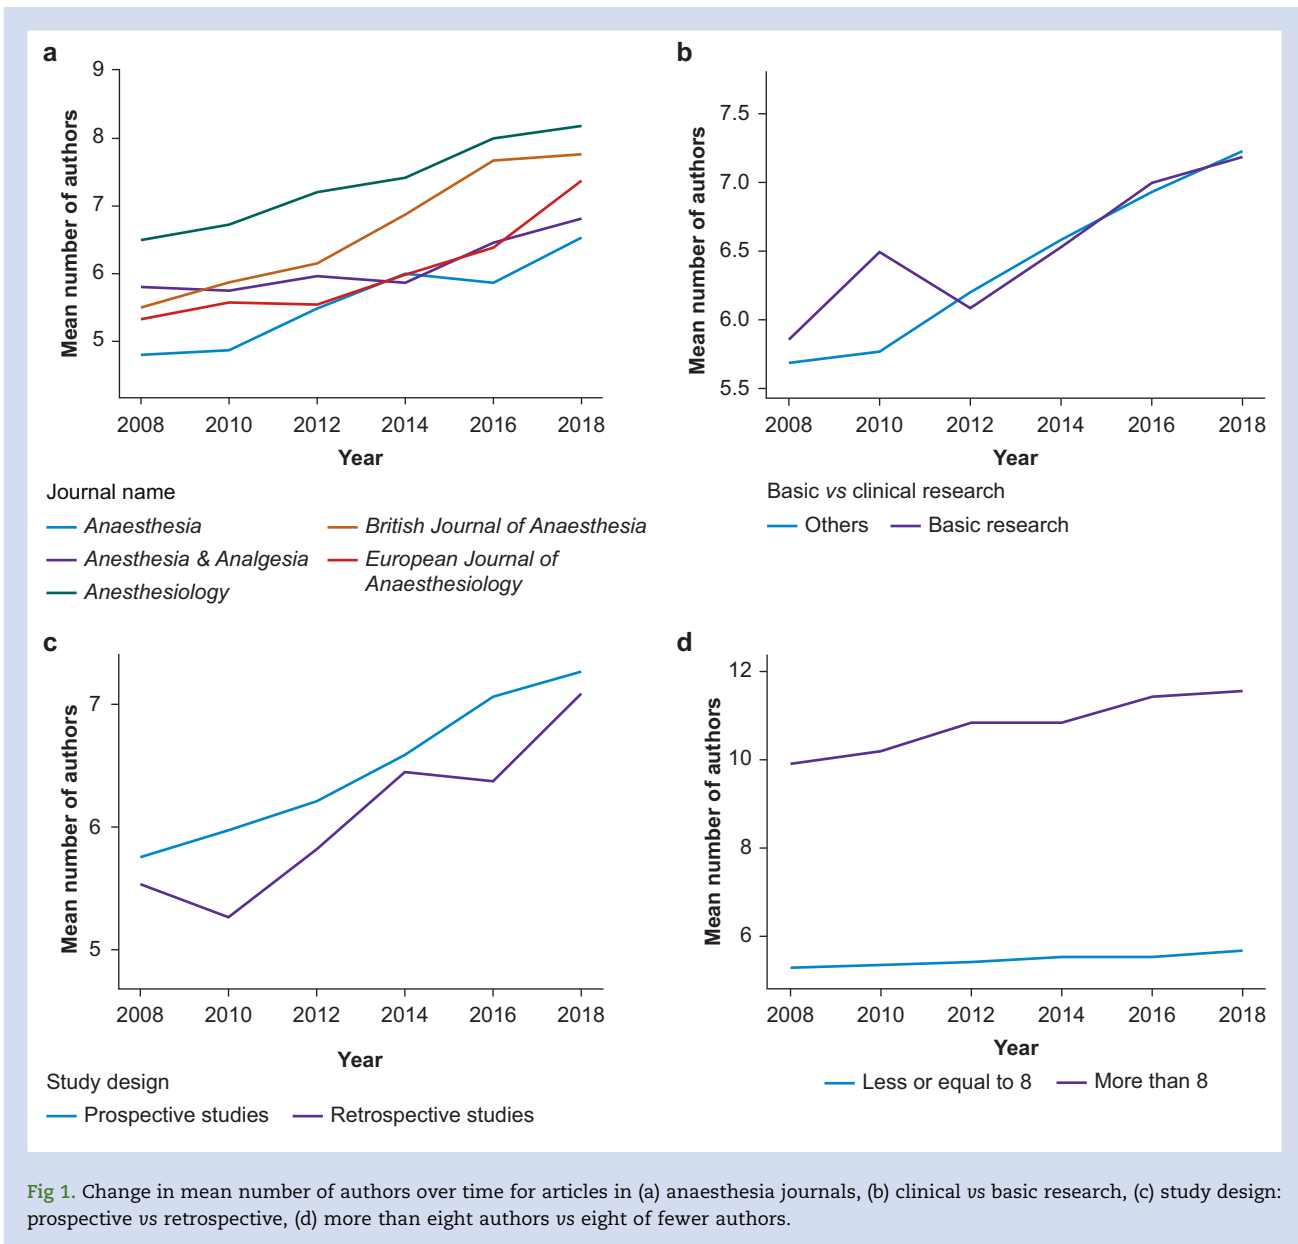 a
9
8
7
6
5
Mean number of authors
2008 2010 2012 2014 2016 2018
Year
Journal name
Anaesthesia
Anesthesia & Analgesia
Anesthesiology
British Journal of Anaesthesia
European Journal of
Anaesthesiology
b
7.5
7.0
6.5
6.0
5.5
Mean number of authors
2008 2010 2012 2014 2016 2018
Year
Basic vs clinical research
Others Basic research
c
7
6
5
Mean number of authors
2008 2010 2012 2014 2016 2018
Year
Study design
Prospective studies Retrospective studies
d
12
10
8
6
Mean number of authors
2008 2010 2012 2014 2016 2018
Year
Less or equal to 8 More than 8
Fig 1. Change in mean number of authors over time for articles in (a) anaesthesia journals, (b) clinical vs basic research, (c) study design:
prospective vs retrospective, (d) more than eight authors vs eight of fewer authors.